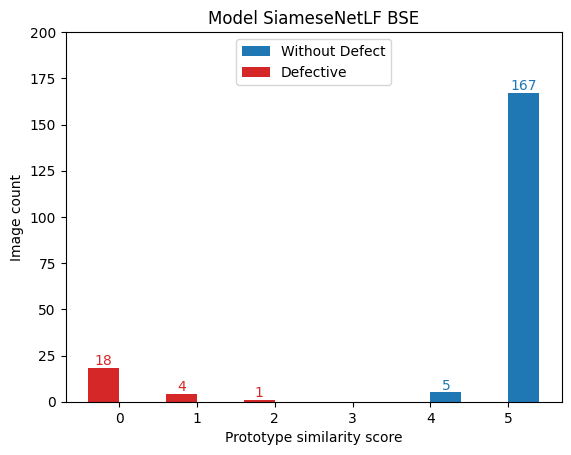 Model SiameseNetLF BSE
200
175
150
125
100
75
50
25
0
Image count
Without Defect
Defective
18
4
1
5
167
0 1 2 3 4 5
Prototype similarity score